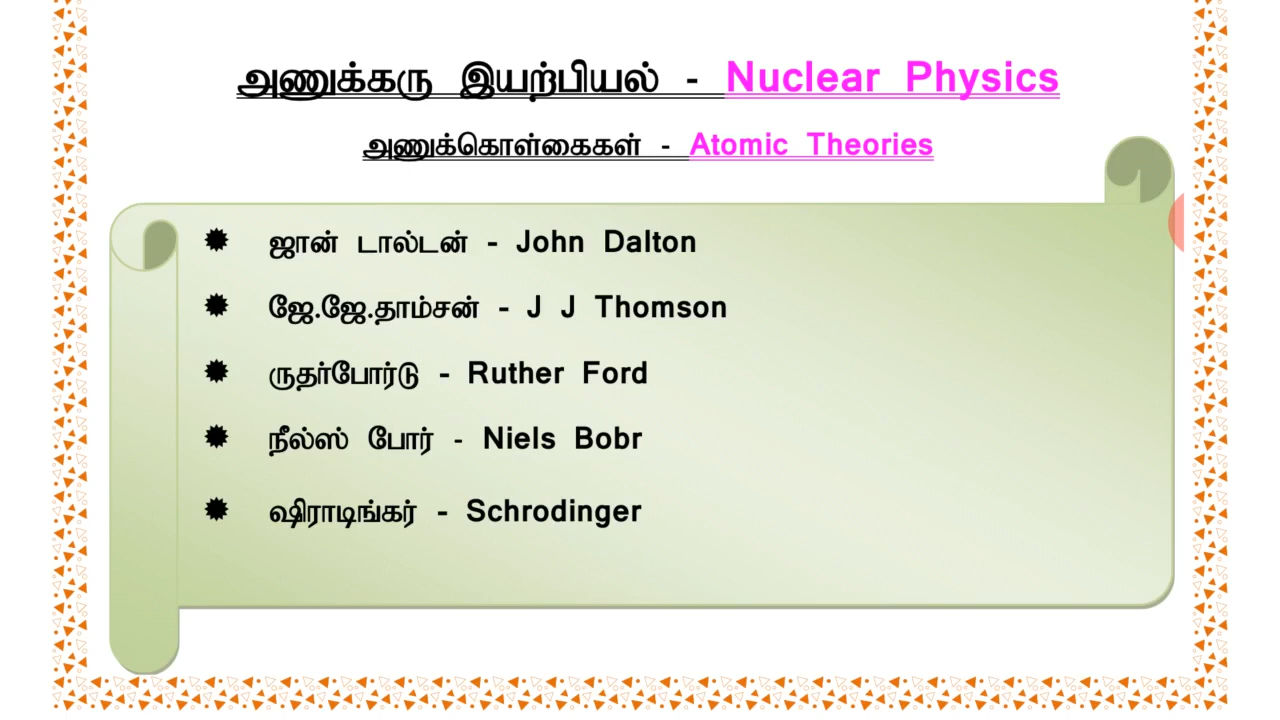 அணுக்கரு இயற்பியல் - Nuclear Physics
அணுக்கொள்கைகள் - Atomic Theories
ஜான் டால்டன் - John Dalton
ஜே.ஜே.தாம்சன் - J J Thomson
ருதர்போர்டு - Ruther Ford
நீல்ஸ் போர் - Niels Bobr
ஷிராடிங்கர் - Schrodinger